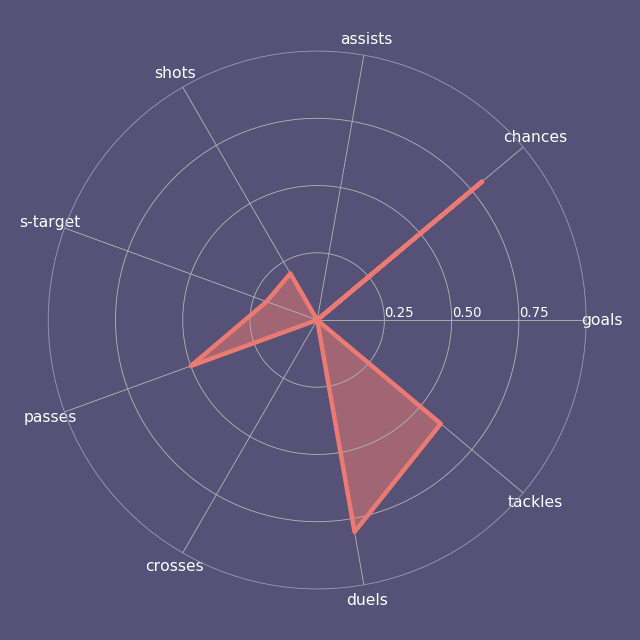 assists
shots
chances
s-target
0.25
0.50
0.75
goals
passes
tackles
crosses
duels